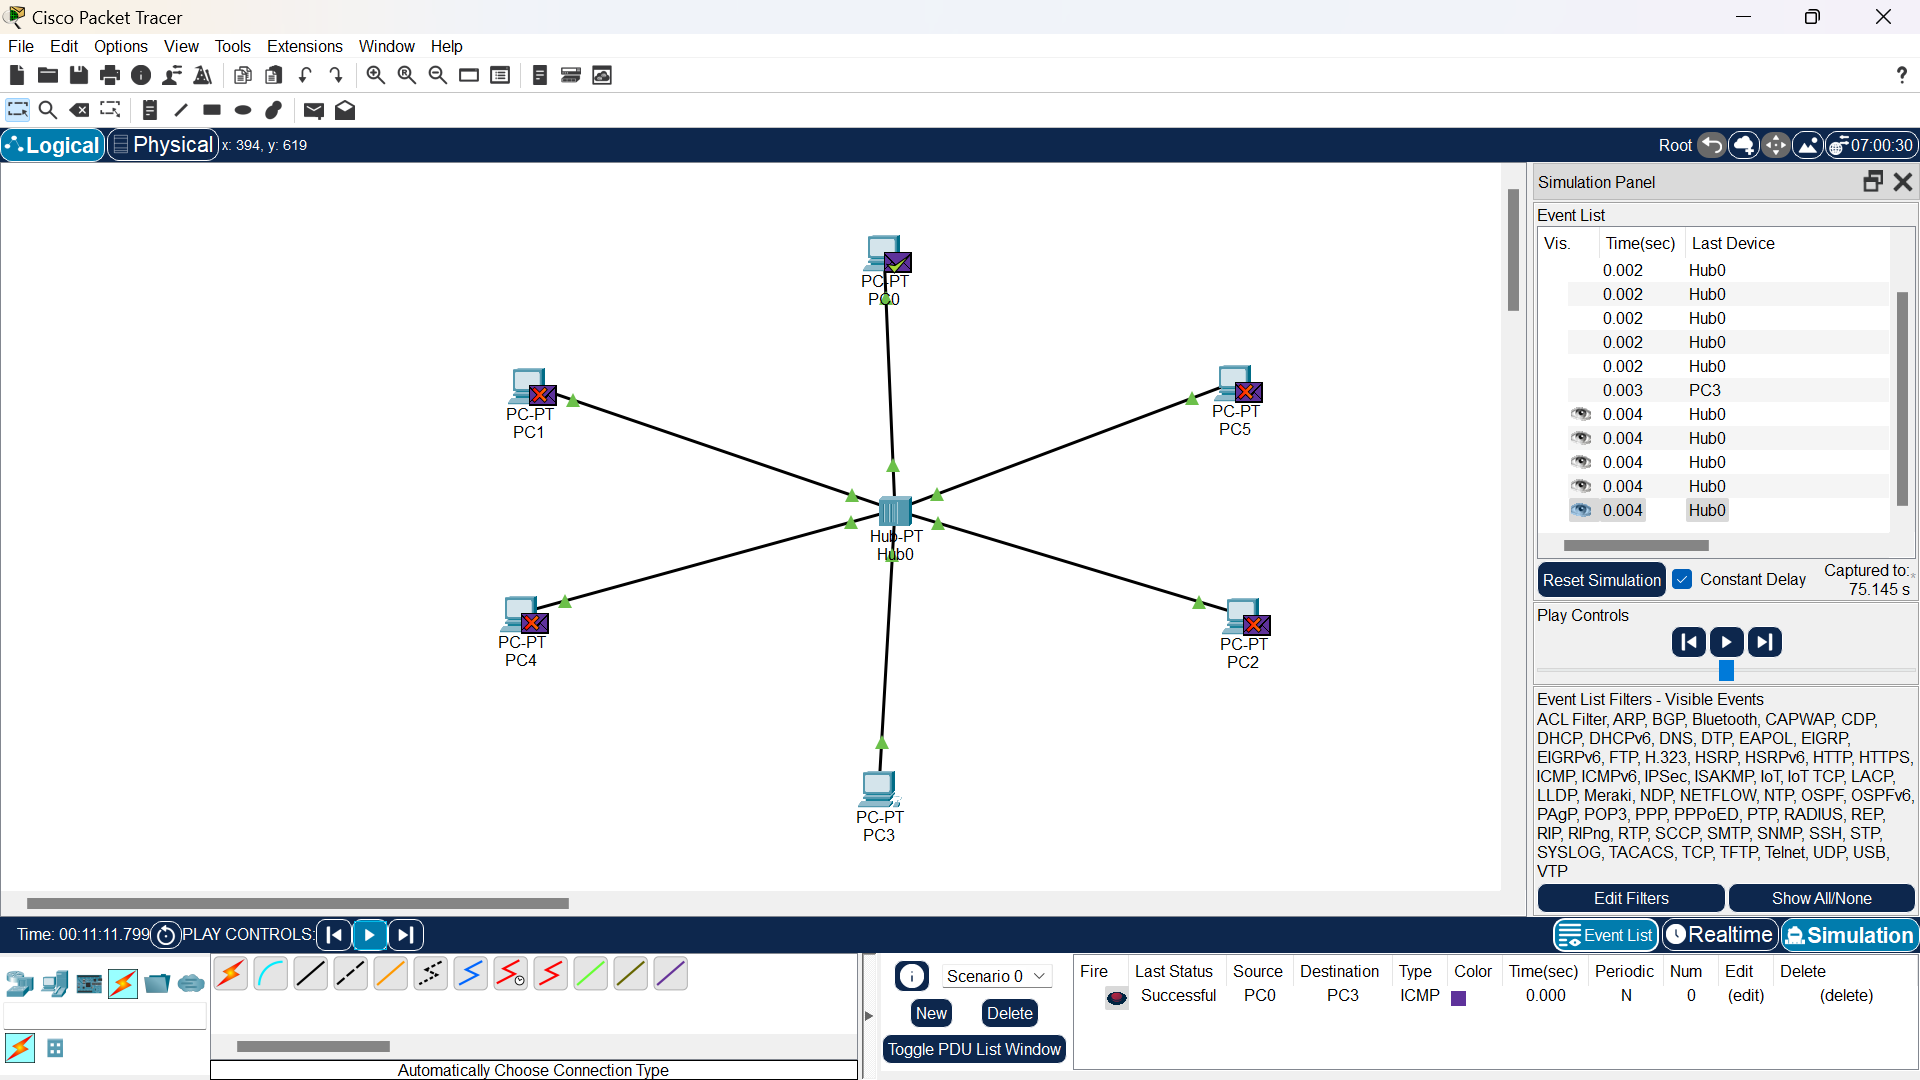 Cisco Packet Tracer
File Edit Options View Tools Extensions Window Help
Logical Physical x: 394, y: 619 Root 07:00:30
Simulation Panel
Event List
Vis. Time(sec) Last Device
0.002 Hub0
0.002 Hub0
0.002 Hub0
0.002 Hub0
0.002 Hub0
0.003 PC3
0.004 Hub0
0.004 Hub0
0.004 Hub0
0.004 Hub0
0.004 Hub0
Reset Simulation Constant Delay Captured to:
75.145 s
Play Controls
Event List Filters - Visible Events
ACL Filter, ARP, BGP, Bluetooth, CAPWAP, CDP,
DHCP, DHCPv6, DNS, DTP, EAPOL, EIGRP,
EIGRPv6, FTP, H.323, HSRP, HSRPv6, HTTP, HTTPS,
ICMP, ICMPv6, IPSec, ISAKMP, IoT, IoT TCP, LACP,
LLDP, Meraki, NDP, NETFLOW, NTP, OSPF, OSPFv6,
PAgP, POP3, PPP, PPPoED, PTP, RADIUS, REP,
RIP, RIPng, RTP, SCCP, SMTP, SNMP, SSH, STP,
SYSLOG, TACACS, TCP, TFTP, Telnet, UDP, USB,
VTP
Edit Filters Show All/None
PC-PT
PC0
PC-PT
PC1
PC-PT
PC5
Hub-PT
Hub0
PC-PT
PC4
PC-PT
PC2
PC-PT
PC3
Time: 00:11:11.799 PLAY CONTROLS: Event List Realtime Simulation
Automatically Choose Connection Type
Scenario 0
New Delete
Toggle PDU List Window
Fire Last Status Source Destination Type Color Time(sec) Periodic Num Edit Delete
Successful PC0 PC3 ICMP 0.000 N 0 (edit) (delete)